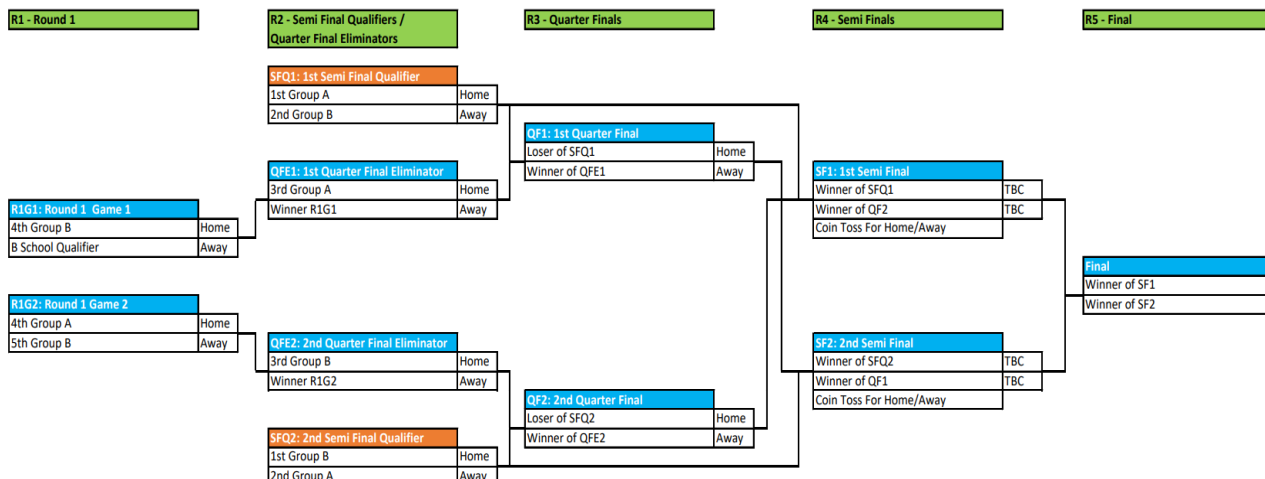 R1 - Round 1
R2 - Semi Final Qualifiers /
Quarter Final Eliminators
R3 - Quarter Finals
R4 - Semi Finals
R5 - Final
SFQ1: 1st Semi Final Qualifier
1st Group A Home
2nd Group B Away
QF1: 1st Quarter Final
Loser of SFQ1 Home
Winner of QFE1 Away
QFE1: 1st Quarter Final Eliminator
3rd Group A Home
Winner R1G1 Away
SF1: 1st Semi Final
Winner of SFQ1 TBC
Winner of QF2 TBC
Coin Toss For Home/Away
R1G1: Round 1 Game 1
4th Group B Home
B School Qualifier Away
Final
Winner of SF1
Winner of SF2
R1G2: Round 1 Game 2
4th Group A Home
5th Group B Away
QFE2: 2nd Quarter Final Eliminator
3rd Group B Home
Winner R1G2 Away
SF2: 2nd Semi Final
Winner of SFQ2 TBC
Winner of QF1 TBC
Coin Toss For Home/Away
QF2: 2nd Quarter Final
Loser of SFQ2 Home
Winner of QFE2 Away
SFQ2: 2nd Semi Final Qualifier
1st Group B Home
2nd Group A Away